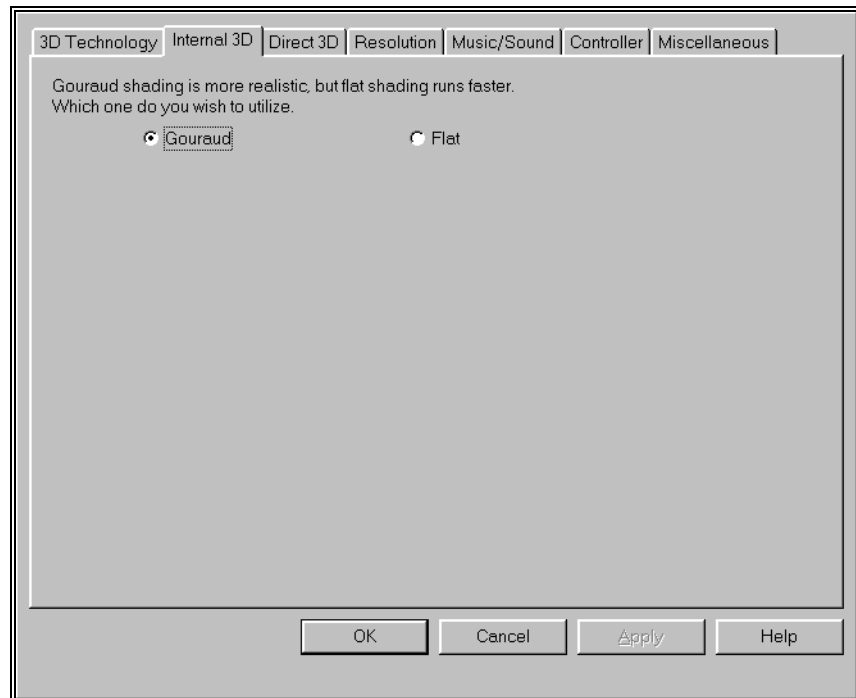 3D Technology Internal 3D Direct 3D Resolution Music/Sound Controller Miscellaneous
Gouraud shading is more realistic, but flat shading runs faster.
Which one do you wish to utilize.
Gouraud Flat
OK Cancel Apply Help